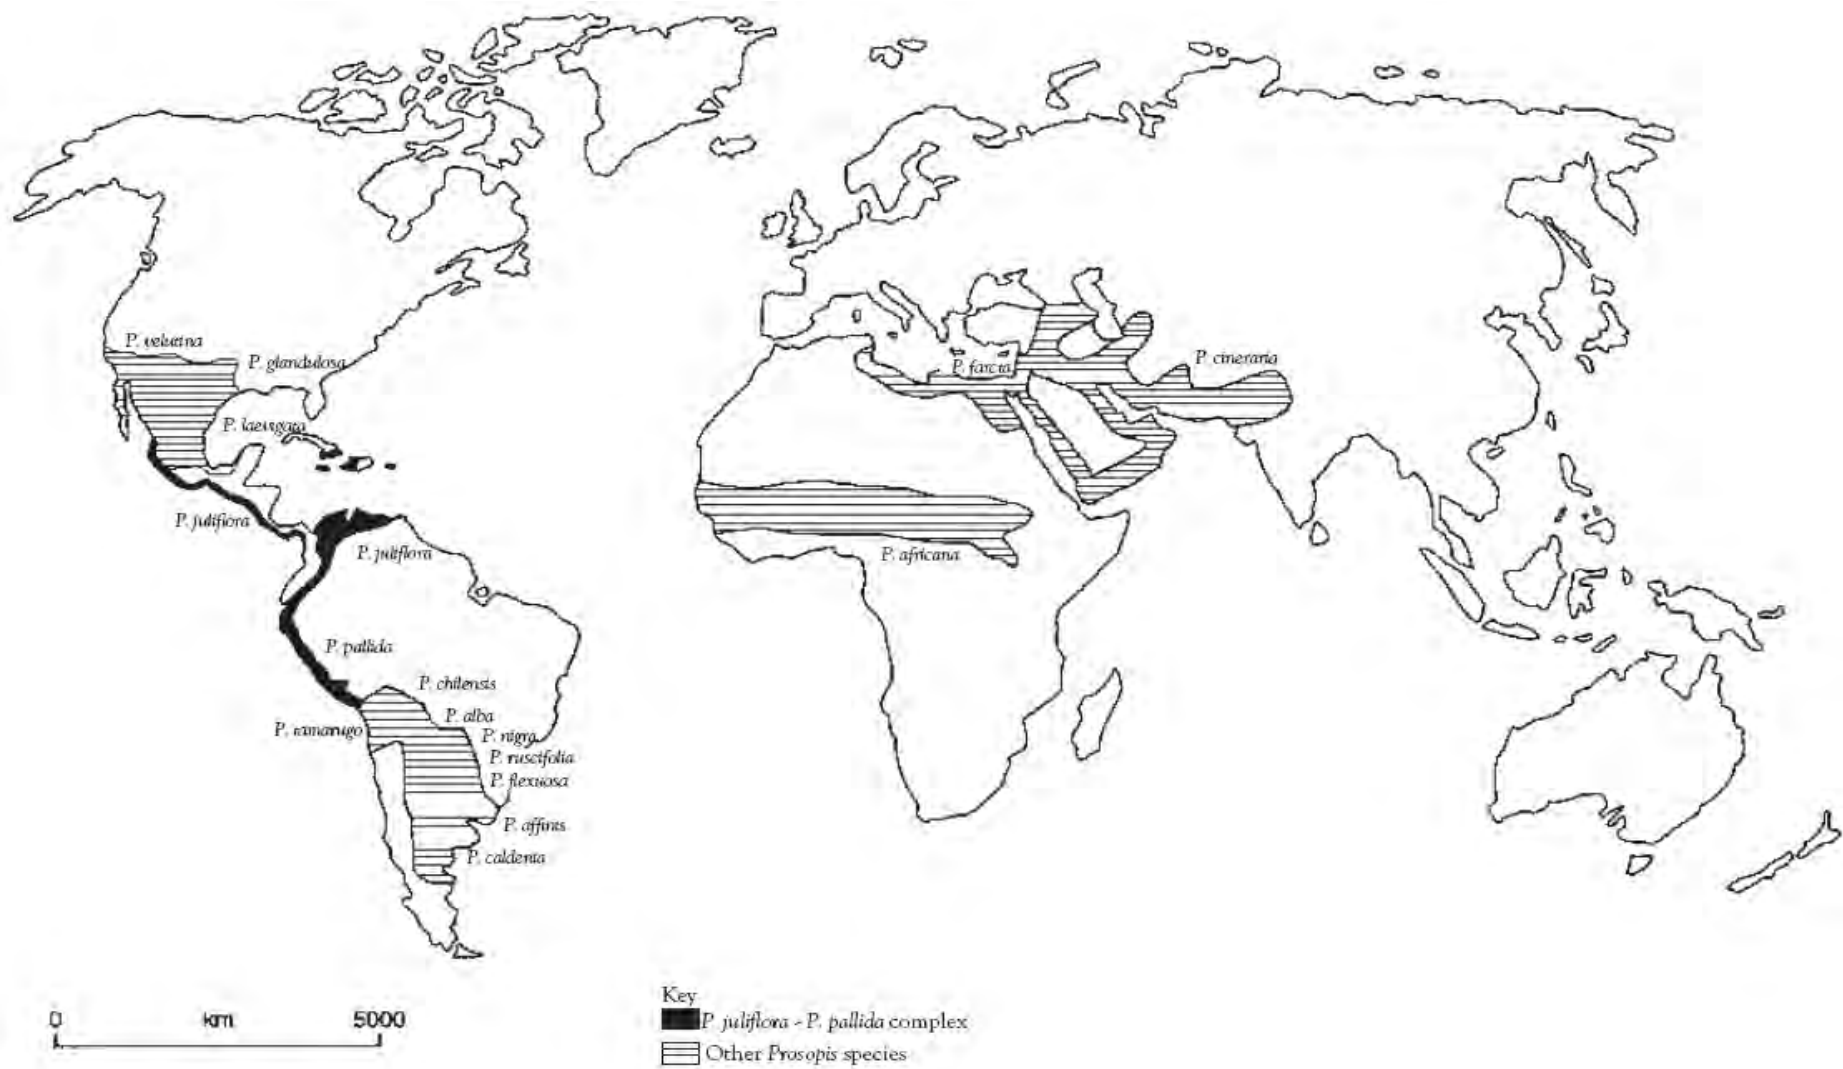 P. velutina
P. glandulosa
P. laevigata
P. juliflora
P. juliflora
P. pallida
P. chilensis
P. alba
P. tamarugo
P. nigra
P. ruscifolia
P. flexuosa
P. affinis
P. caldenia
P. farcta
P. cineraria
P. africana
0 km 5000
Key
P. juliflora - P. pallida complex
Other Prosopis species